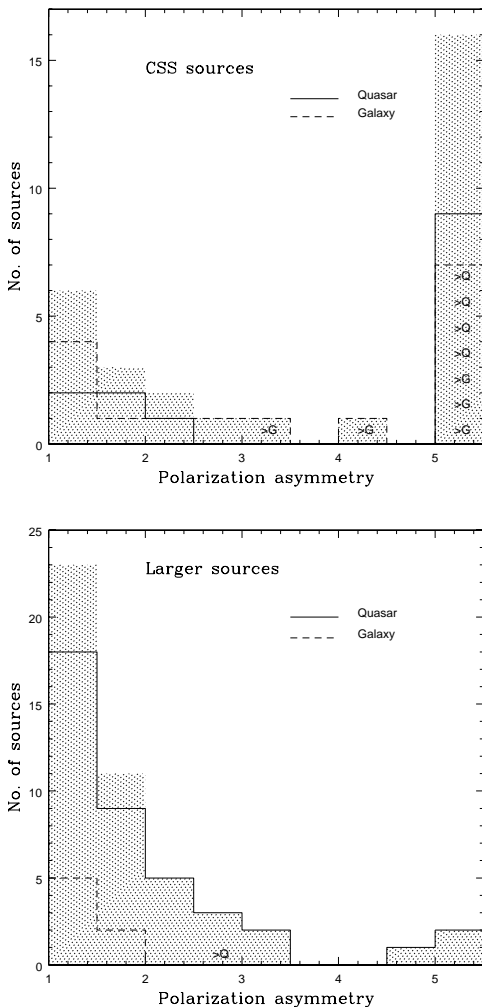 CSS sources
Quasar
Galaxy
No. of sources
15
10
5
0
>Q
>Q
>Q
>Q
>G
>G
>G
>G
>G
1 2 3 4 5
Polarization asymmetry
Larger sources
Quasar
Galaxy
No. of sources
25
20
15
10
5
0
>Q
1 2 3 4 5
Polarization asymmetry